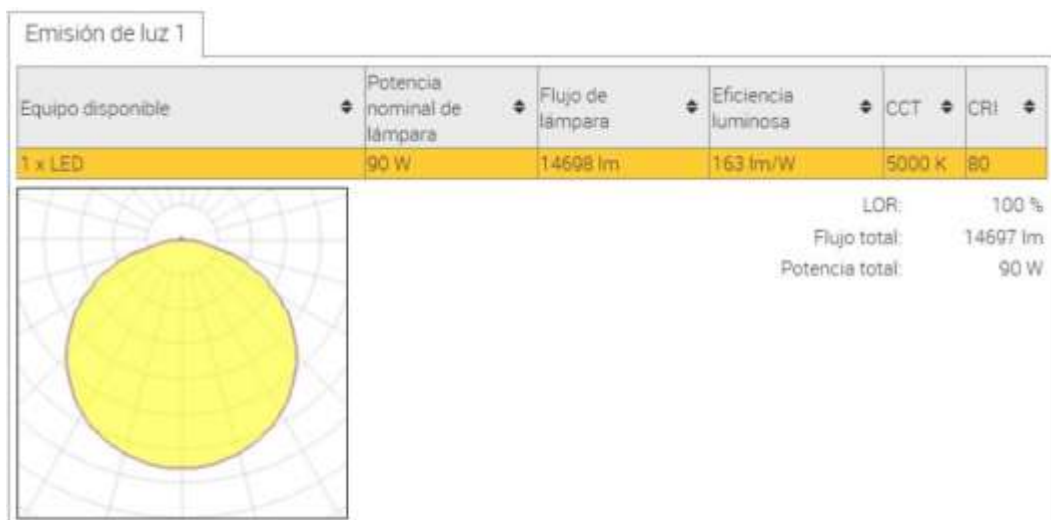 Emisión de luz 1
Equipo disponible
Potencia
nominal de
lámpara
Flujo de
lámpara
Eficiencia
luminosa
CCT
CRI
1 x LED
90 W
14698 lm
163 lm/W
5000 K
80
LOR: 100 %
Flujo total: 14697 lm
Potencia total: 90 W